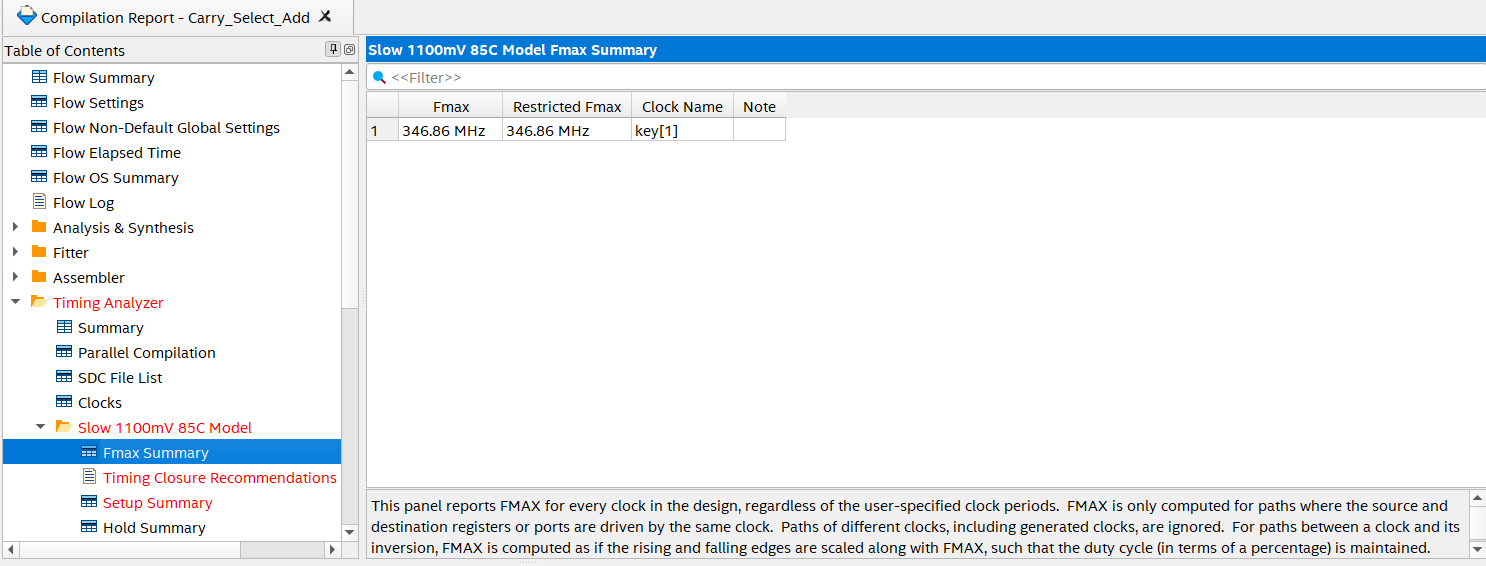 Compilation Report - Carry_Select_Add X
Table of Contents
Flow Summary
Flow Settings
Flow Non-Default Global Settings
Flow Elapsed Time
Flow OS Summary
Flow Log
Analysis & Synthesis
Fitter
Assembler
Timing Analyzer
Summary
Parallel Compilation
SDC File List
Clocks
Slow 1100mV 85C Model
Fmax Summary
Timing Closure Recommendations
Setup Summary
Hold Summary
Slow 1100mV 85C Model Fmax Summary
<<Filter>>
Fmax Restricted Fmax Clock Name Note
1 346.86 MHz 346.86 MHz key[1]
This panel reports FMAX for every clock in the design, regardless of the user-specified clock periods. FMAX is only computed for paths where the source and
destination registers or ports are driven by the same clock. Paths of different clocks, including generated clocks, are ignored. For paths between a clock and its
inversion, FMAX is computed as if the rising and falling edges are scaled along with FMAX, such that the duty cycle (in terms of a percentage) is maintained.